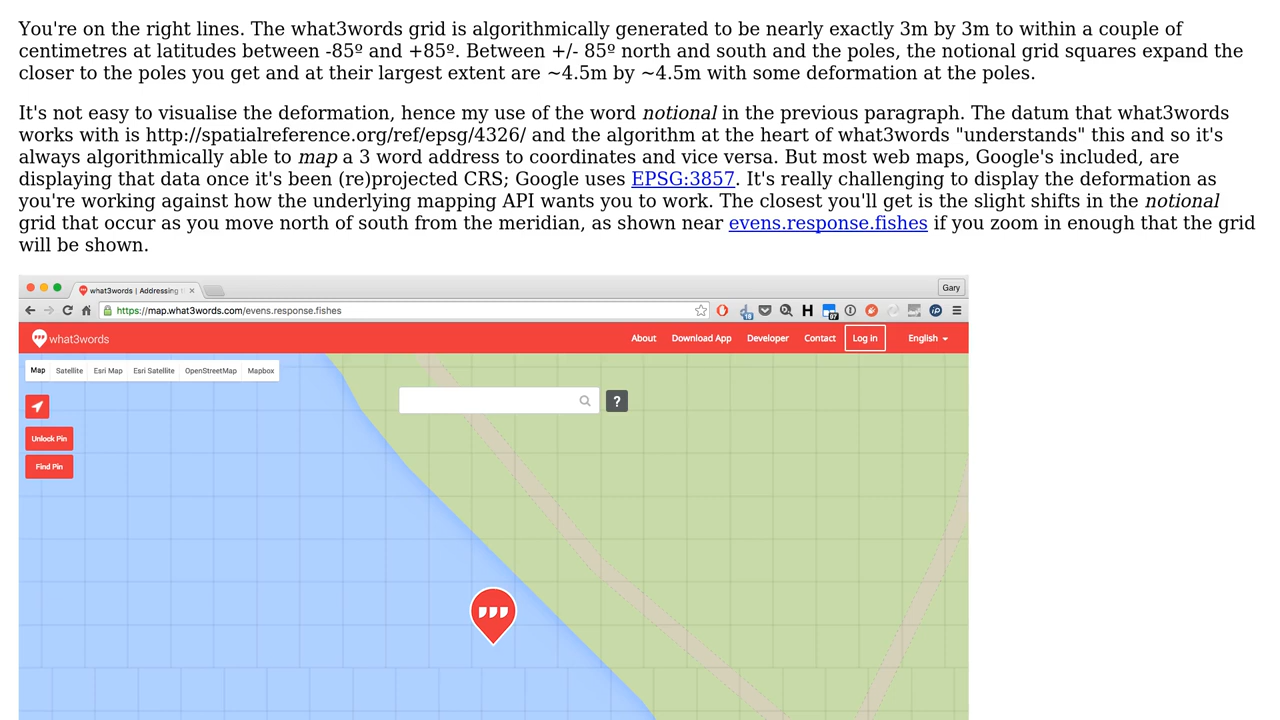 You're on the right lines. The what3words grid is algorithmically generated to be nearly exactly 3m by 3m to within a couple of
centimetres at latitudes between -85º and +85º. Between +/- 85º north and south and the poles, the notional grid squares expand the
closer to the poles you get and at their largest extent are ~4.5m by ~4.5m with some deformation at the poles.
It's not easy to visualise the deformation, hence my use of the word notional in the previous paragraph. The datum that what3words
works with is http://spatialreference.org/ref/epsg/4326/ and the algorithm at the heart of what3words "understands" this and so it's
always algorithmically able to map a 3 word address to coordinates and vice versa. But most web maps, Google's included, are
displaying that data once it's been (re)projected CRS; Google uses EPSG:3857. It's really challenging to display the deformation as
you're working against how the underlying mapping API wants you to work. The closest you'll get is the slight shifts in the notional
grid that occur as you move north of south from the meridian, as shown near evens.response.fishes if you zoom in enough that the grid
will be shown.
what3words | Addressing Gary
https://map.what3words.com/evens.response.fishes
what3words About Download App Developer Contact Log in English
Map Satellite Esri Map Esri Satellite OpenStreetMap Mapbox
?
Unlock Pin
Find Pin